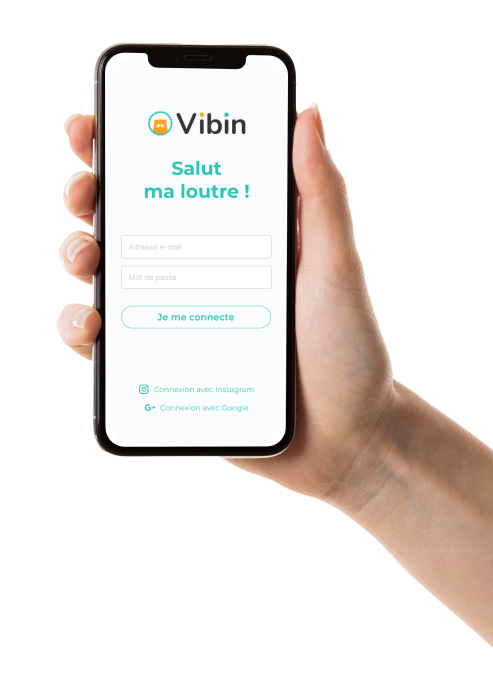 Vibin
Salut
ma loutre !
Adresse e-mail
Mot de passe
Je me connecte
Connexion avec Instagram
G+ Connexion avec Google